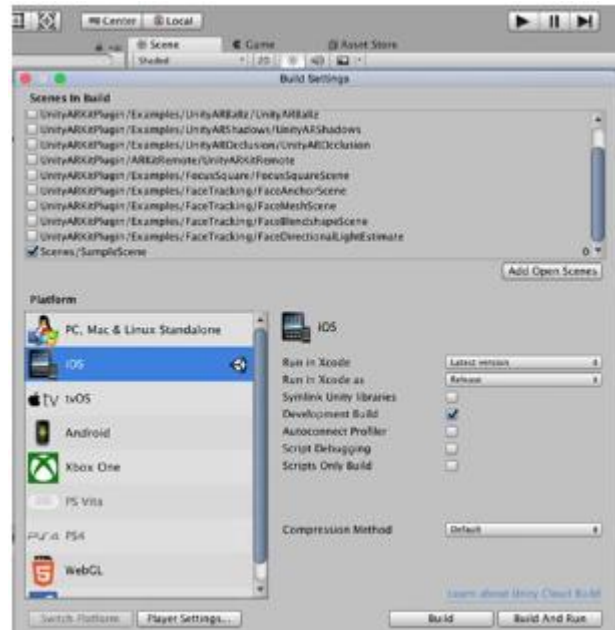 Center Local
Scene Game Asset Store
Shaded 2D
Build Settings
Scenes In Build
UnityARKitPlugin/Examples/UnityARBallz/UnityARBallz
UnityARKitPlugin/Examples/UnityARShadows/UnityARShadows
UnityARKitPlugin/Examples/UnityAROcclusion/UnityAROcclusion
UnityARKitPlugin/ARKitRemote/UnityARKitRemote
UnityARKitPlugin/Examples/FocusSquare/FocusSquareScene
UnityARKitPlugin/Examples/FaceTracking/FaceAnchorScene
UnityARKitPlugin/Examples/FaceTracking/FaceMeshScene
UnityARKitPlugin/Examples/FaceTracking/FaceBlendshapeScene
UnityARKitPlugin/Examples/FaceTracking/FaceDirectionalLightEstimate
Scenes/SampleScene 0
Add Open Scenes
Platform
PC, Mac & Linux Standalone
iOS
tv tvOS
Android
Xbox One
PS Vita
PS4 PS4
WebGL
iOS
Run in Xcode Latest version
Run in Xcode as Release
Symlink Unity libraries
Development Build
Autoconnect Profiler
Script Debugging
Scripts Only Build
Compression Method Default
Learn about Unity Cloud Build
Switch Platform Player Settings... Build Build And Run